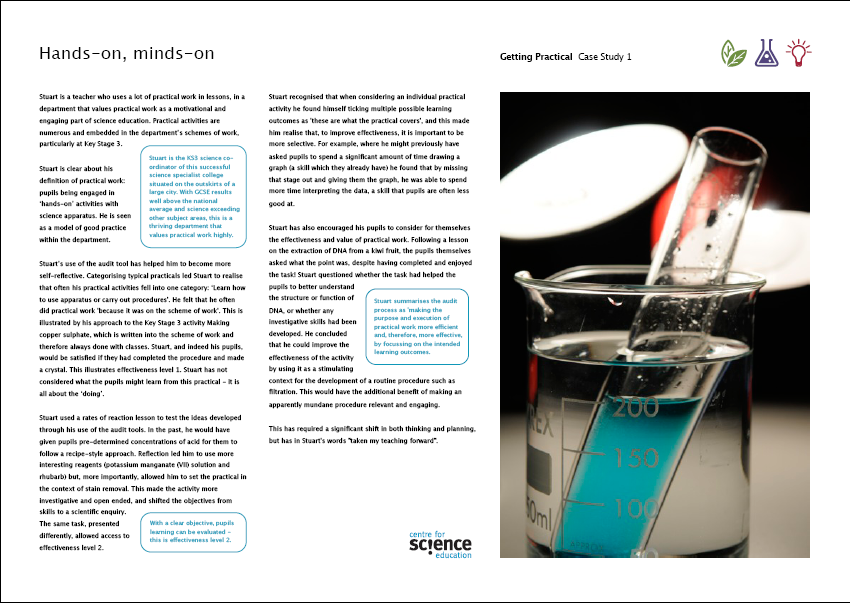 Hands-on, minds-on
Getting Practical Case Study 1
Stuart is a teacher who uses a lot of practical work in lessons, in a
department that values practical work as a motivational and
engaging part of science education. Practical activities are
numerous and embedded in the department's schemes of work,
particularly at Key Stage 3.
Stuart is clear about his
definition of practical work:
pupils being engaged in
'hands-on' activities with
science apparatus. He is seen
as a model of good practice
within the department.
Stuart is the KS3 science co-
ordinator of this successful
science specialist college
situated on the outskirts of a
large city. With GCSE results
well above the national
average and science exceeding
other subject areas, this is a
thriving department that
values practical work highly.
Stuart's use of the audit tool has helped him to become more
self-reflective. Categorising typical practicals led Stuart to realise
that often his practical activities fell into one category: 'Learn how
to use apparatus or carry out procedures'. He felt that he often
did practical work 'because it was on the scheme of work'. This is
illustrated by his approach to the Key Stage 3 activity Making
copper sulphate, which is written into the scheme of work and
therefore always done with classes. Stuart, and indeed his pupils,
would be satisfied if they had completed the procedure and made
a crystal. This illustrates effectiveness level 1. Stuart has not
considered what the pupils might learn from this practical - it is
all about the 'doing'.
Stuart used a rates of reaction lesson to test the ideas developed
through his use of the audit tools. In the past, he would have
given pupils pre-determined concentrations of acid for them to
follow a recipe-style approach. Reflection led him to use more
interesting reagents (potassium manganate (VII) solution and
rhubarb) but, more importantly, allowed him to set the practical in
the context of stain removal. This made the activity more
investigative and open ended, and shifted the objectives from
skills to a scientific enquiry.
The same task, presented
differently, allowed access to
effectiveness level 2.
With a clear objective, pupils
learning can be evaluated -
this is effectiveness level 2.
Stuart recognised that when considering an individual practical
activity he found himself ticking multiple possible learning
outcomes as 'these are what the practical covers', and this made
him realise that, to improve effectiveness, it is important to be
more selective. For example, where he might previously have
asked pupils to spend a significant amount of time drawing a
graph (a skill which they already have) he found that by missing
that stage out and giving them the graph, he was able to spend
more time interpreting the data, a skill that pupils are often less
good at.
Stuart has also encouraged his pupils to consider for themselves
the effectiveness and value of practical work. Following a lesson
on the extraction of DNA from a kiwi fruit, the pupils themselves
asked what the point was, despite having completed and enjoyed
the task! Stuart questioned whether the task had helped the
pupils to better understand
the structure or function of
DNA, or whether any
investigative skills had been
developed. He concluded
that he could improve the
effectiveness of the activity
by using it as a stimulating
context for the development of a routine procedure such as
filtration. This would have the additional benefit of making an
apparently mundane procedure relevant and engaging.
Stuart summarises the audit
process as 'making the
purpose and execution of
practical work more efficient
and, therefore, more effective,
by focussing on the intended
learning outcomes.
This has required a significant shift in both thinking and planning,
but has in Stuart's words "taken my teaching forward".
centre for
science
education
REX
200
150
100
50
0ml